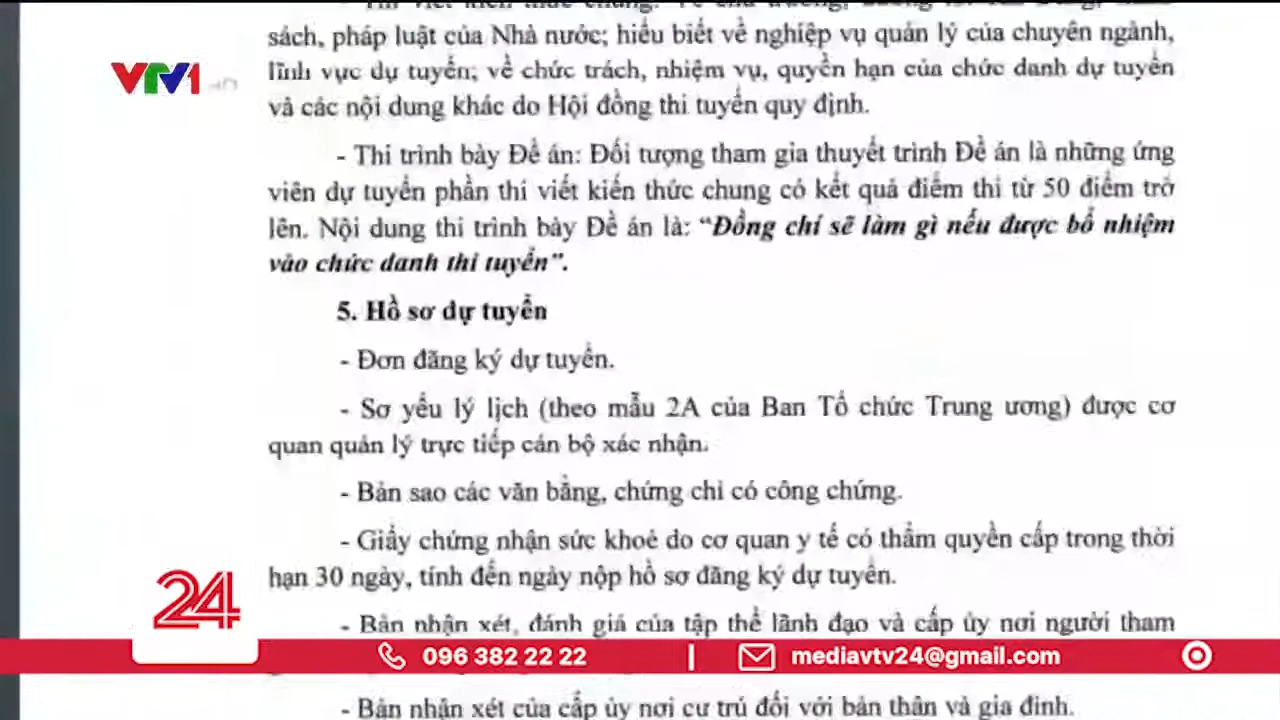 sách, pháp luật của Nhà nước; hiểu biết về nghiệp vụ quản lý của chuyên ngành,
VTV1
lĩnh vực dự tuyển; về chức trách, nhiệm vụ, quyền hạn của chức danh dự tuyển
và các nội dung khác do Hội đồng thi tuyển quy định.
- Thi trình bày Đề án: Đối tượng tham gia thuyết trình Đề án là những ứng
viên dự tuyển phần thi viết kiến thức chung có kết quả điểm thi từ 50 điểm trở
lên. Nội dung thi trình bày Đề án là: “Đồng chí sẽ làm gì nếu được bổ nhiệm
vào chức danh thi tuyển”.
5. Hồ sơ dự tuyển
- Đơn đăng ký dự tuyển.
- Sơ yếu lý lịch (theo mẫu 2A của Ban Tổ chức Trung ương) được cơ
quan quản lý trực tiếp cán bộ xác nhận.
- Bản sao các văn bằng, chứng chỉ có công chứng.
- Giấy chứng nhận sức khoẻ do cơ quan y tế có thẩm quyền cấp trong thời
hạn 30 ngày, tính đến ngày nộp hồ sơ đăng ký dự tuyển.
24
- Bản nhận xét, đánh giá của tập thể lãnh đạo và cấp ủy nơi người tham
096 382 22 22 | mediavtv24@gmail.com
- Bản nhận xét của cấp ủy nơi cư trú đối với bản thân và gia đình.